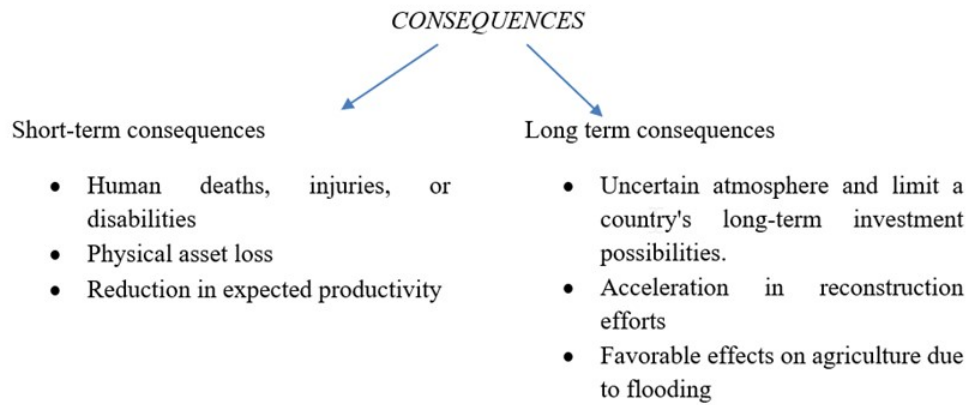 CONSEQUENCES
Short-term consequences
• Human deaths, injuries, or
disabilities
• Physical asset loss
• Reduction in expected productivity
Long term consequences
• Uncertain atmosphere and limit a
country's long-term investment
possibilities.
• Acceleration in reconstruction
efforts
• Favorable effects on agriculture due
to flooding